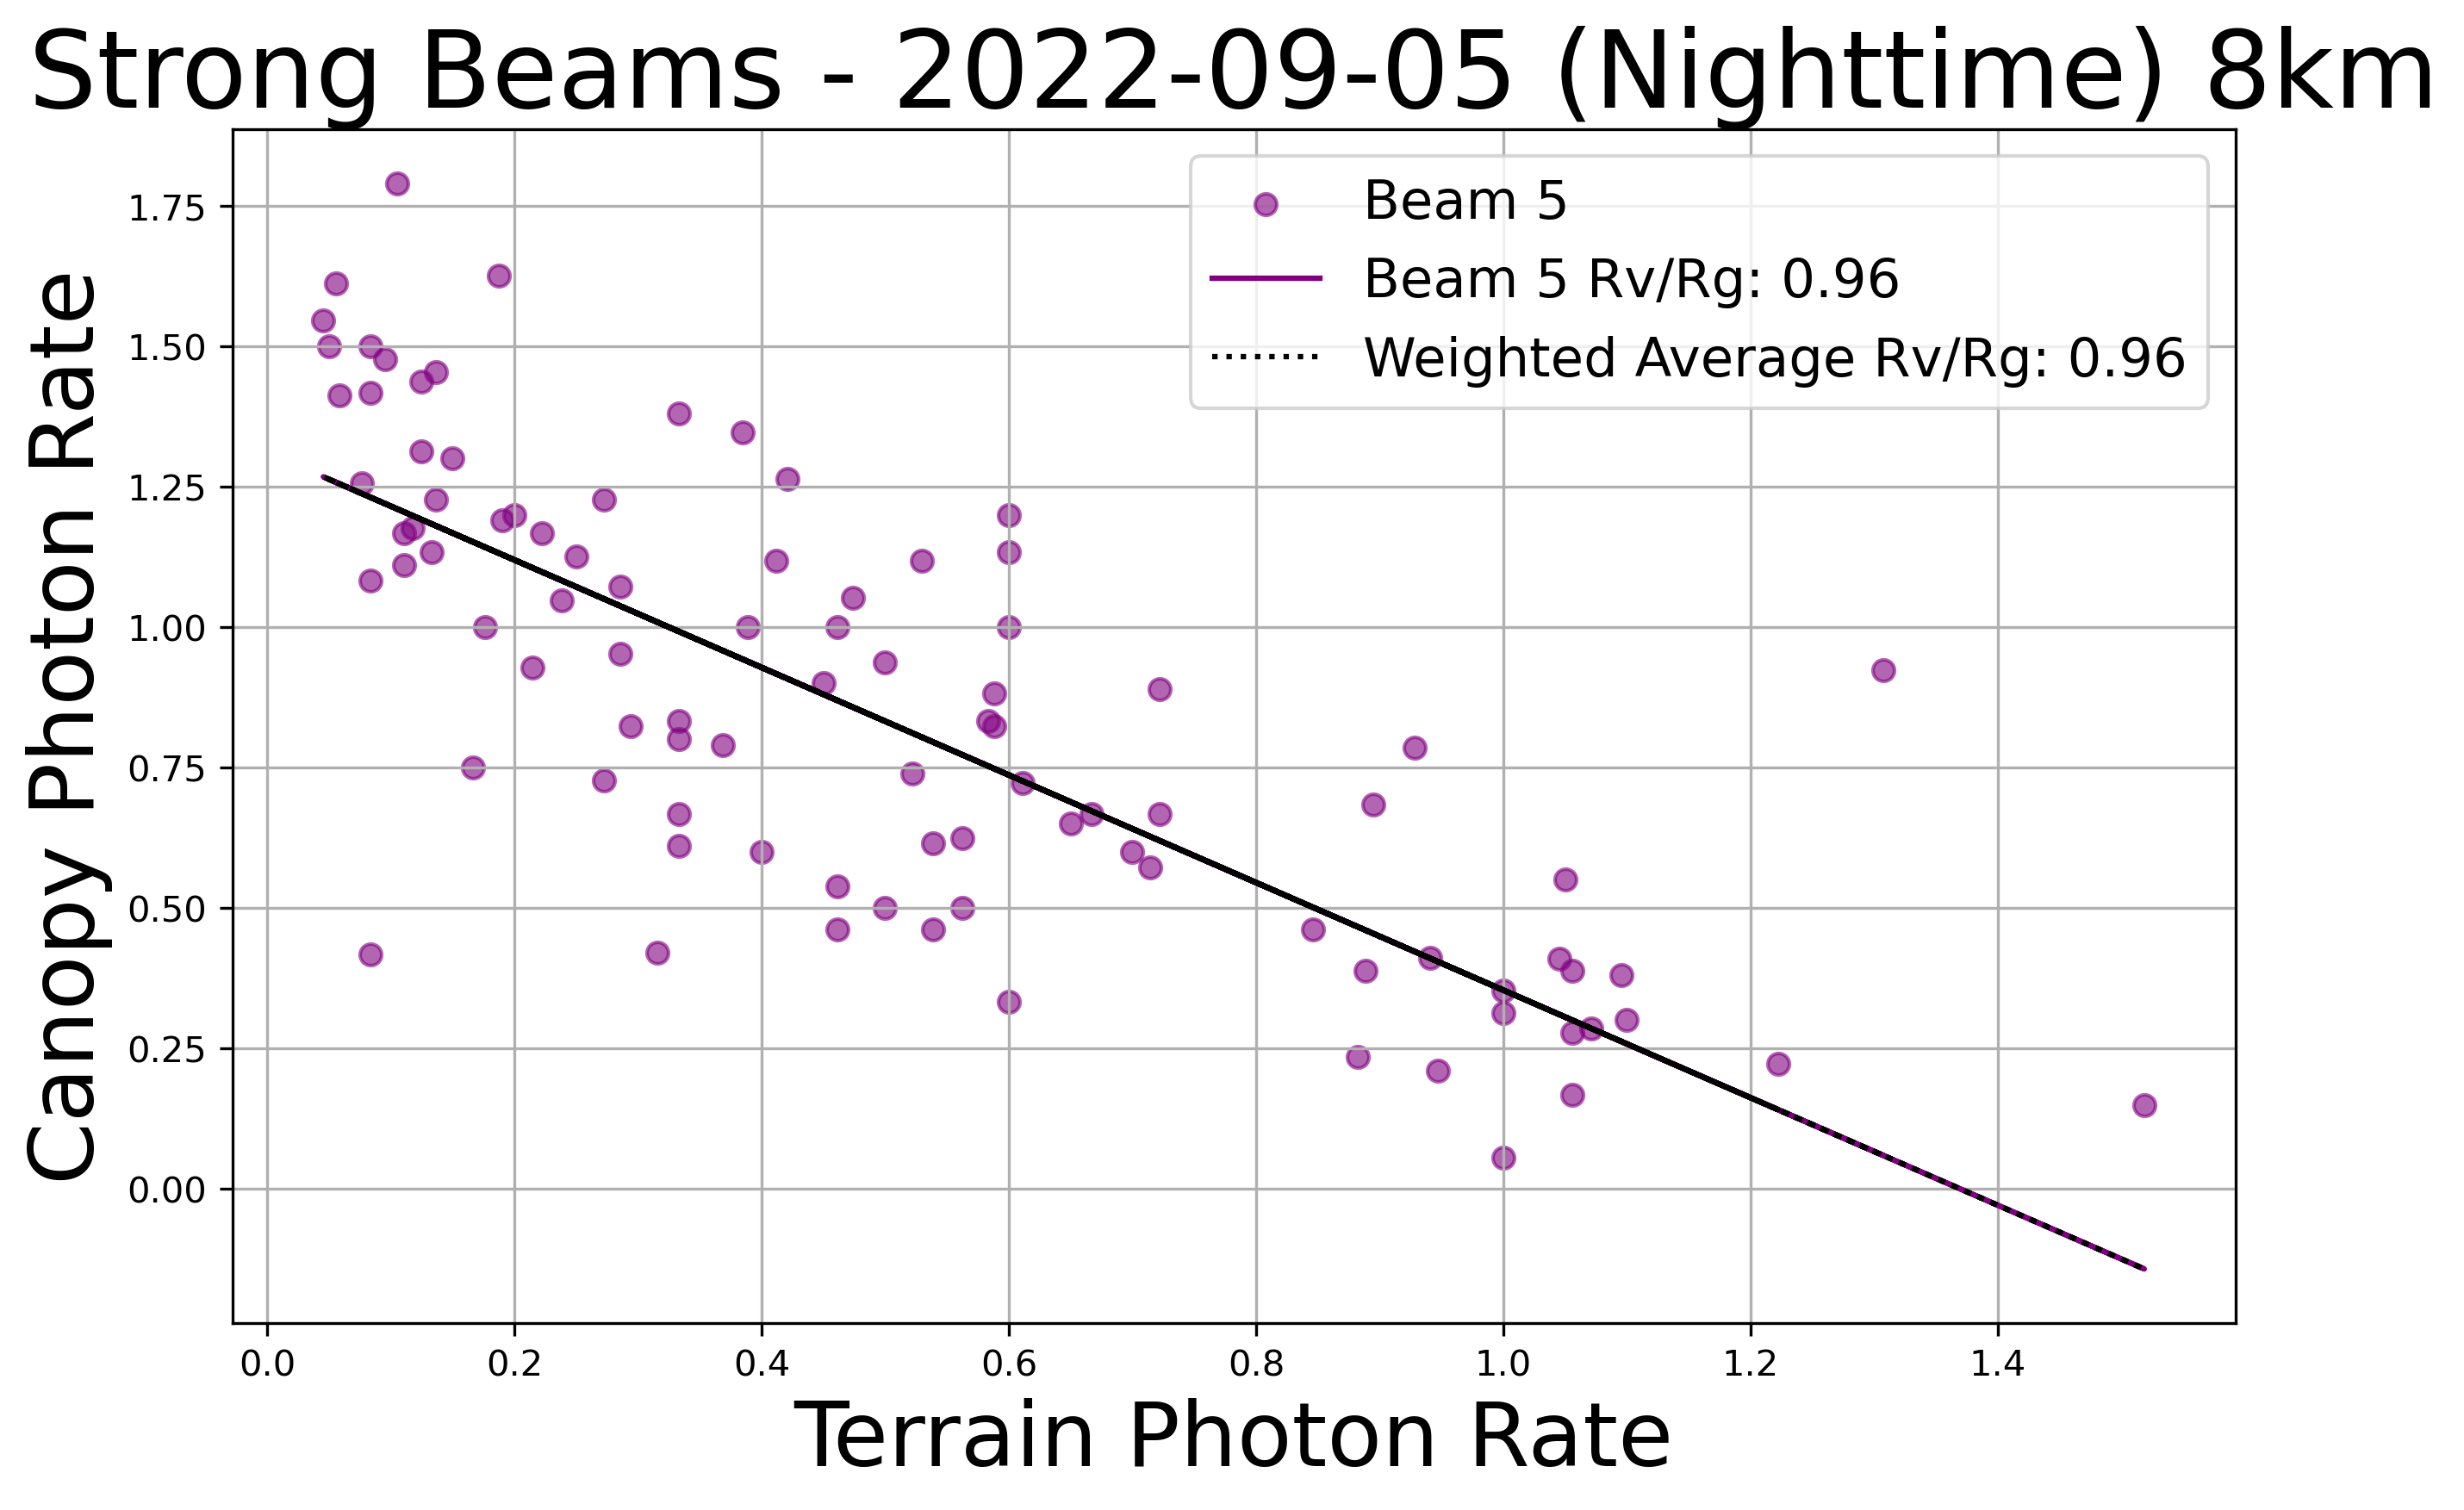 Strong Beams - 2022-09-05 (Nighttime) 8km
Beam 5
Beam 5 Rv/Rg: 0.96
Weighted Average Rv/Rg: 0.96
Canopy Photon Rate
1.75
1.50
1.25
1.00
0.75
0.50
0.25
0.00
0.0 0.2 0.4 0.6 0.8 1.0 1.2 1.4
Terrain Photon Rate